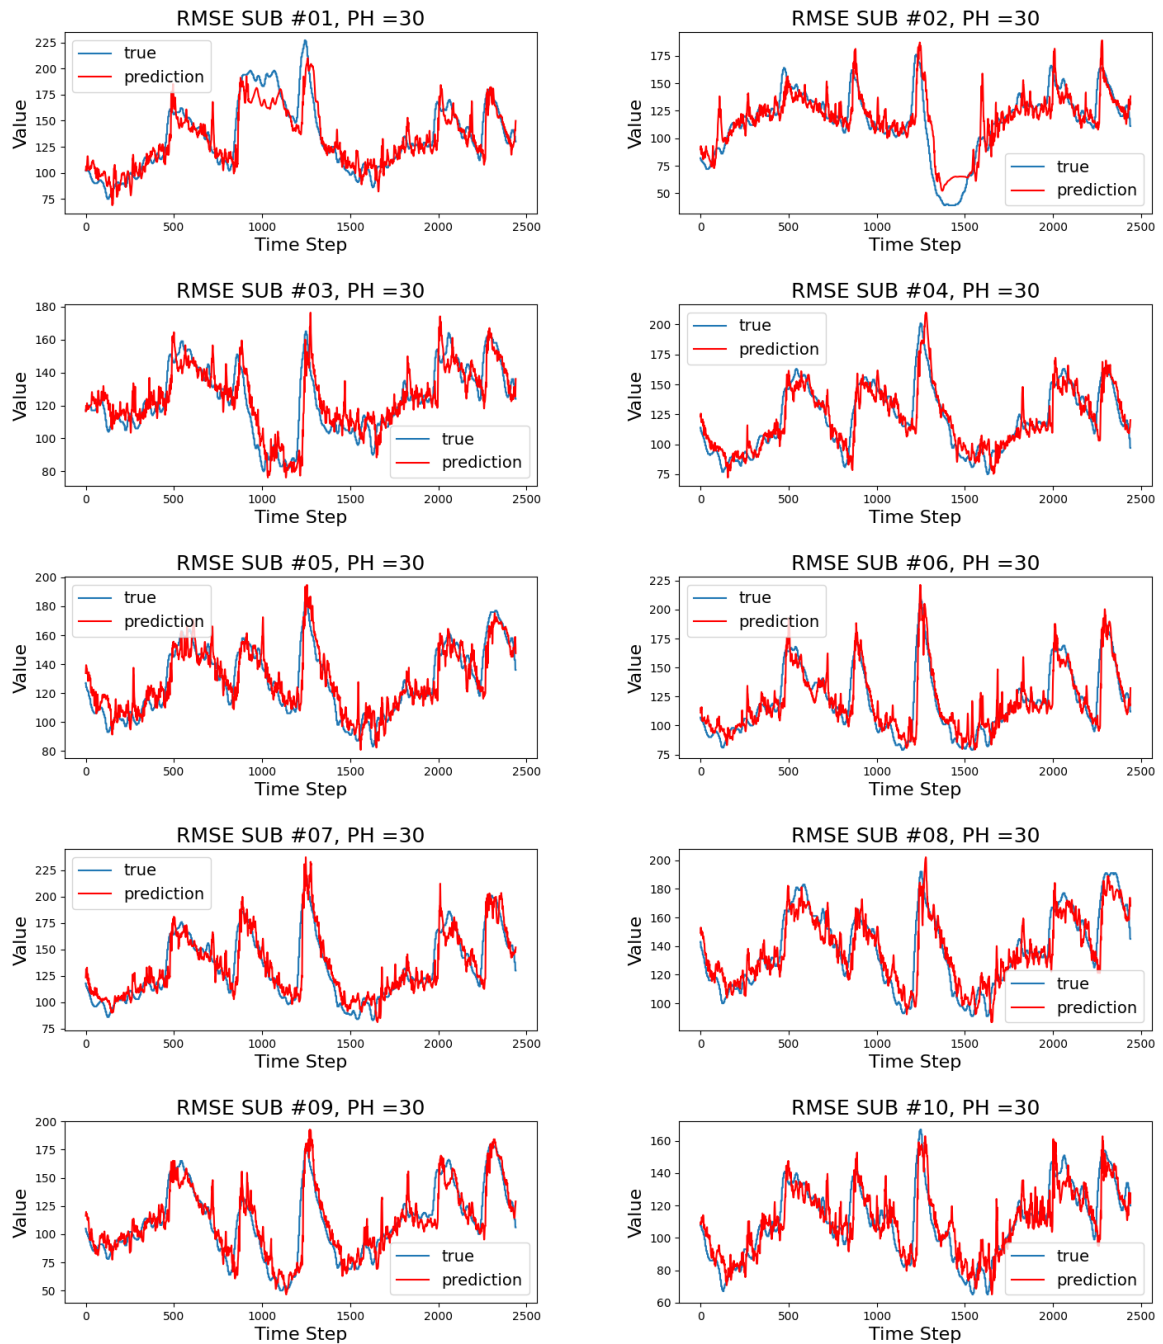 RMSE SUB #01, PH =30
225
200
175
150
125
100
75
Value
true
prediction
0 500 1000 1500 2000 2500
Time Step
RMSE SUB #02, PH =30
175
150
125
100
75
50
Value
true
prediction
0 500 1000 1500 2000 2500
Time Step
RMSE SUB #03, PH =30
180
160
140
120
100
80
Value
true
prediction
0 500 1000 1500 2000 2500
Time Step
RMSE SUB #04, PH =30
200
175
150
125
100
75
Value
true
prediction
0 500 1000 1500 2000 2500
Time Step
RMSE SUB #05, PH =30
200
180
160
140
120
100
80
Value
true
prediction
0 500 1000 1500 2000 2500
Time Step
RMSE SUB #06, PH =30
225
200
175
150
125
100
75
Value
true
prediction
0 500 1000 1500 2000 2500
Time Step
RMSE SUB #07, PH =30
225
200
175
150
125
100
75
Value
true
prediction
0 500 1000 1500 2000 2500
Time Step
RMSE SUB #08, PH =30
200
180
160
140
120
100
Value
true
prediction
0 500 1000 1500 2000 2500
Time Step
RMSE SUB #09, PH =30
200
175
150
125
100
75
50
Value
true
prediction
0 500 1000 1500 2000 2500
Time Step
RMSE SUB #10, PH =30
160
140
120
100
80
60
Value
true
prediction
0 500 1000 1500 2000 2500
Time Step